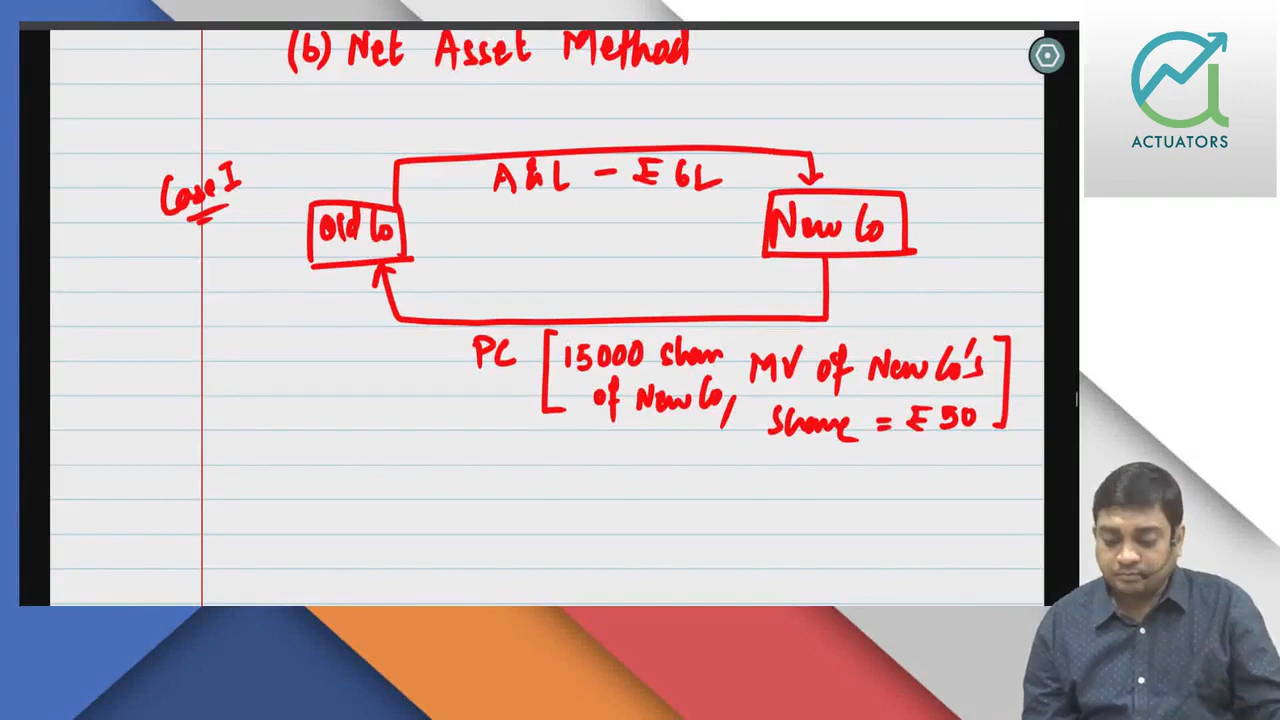 (b) Net Asset Method
Case I
A & L - ₤ 6L
Old Co
New Co
PC [15000 share of New Co, MV of New Co's share = ₤ 50]
ACTUATORS